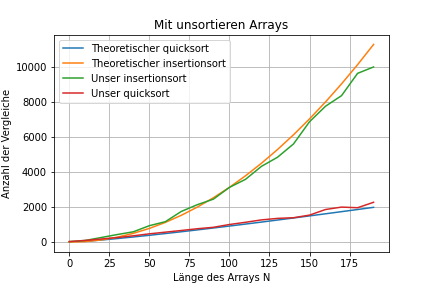 Mit unsortieren Arrays
Theoretischer quicksort
Theoretischer insertionsort
Unser insertionsort
Unser quicksort
Anzahl der Vergleiche
10000
8000
6000
4000
2000
0
0 25 50 75 100 125 150 175
Länge des Arrays N